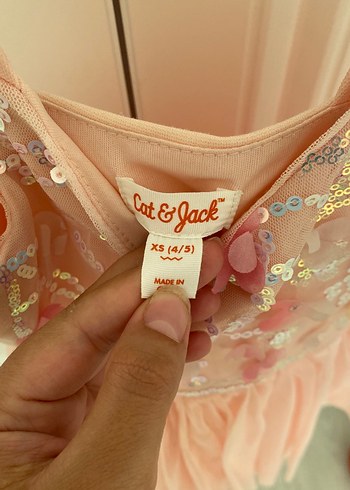 Cat & Jack™
XS (4/5)
MADE IN